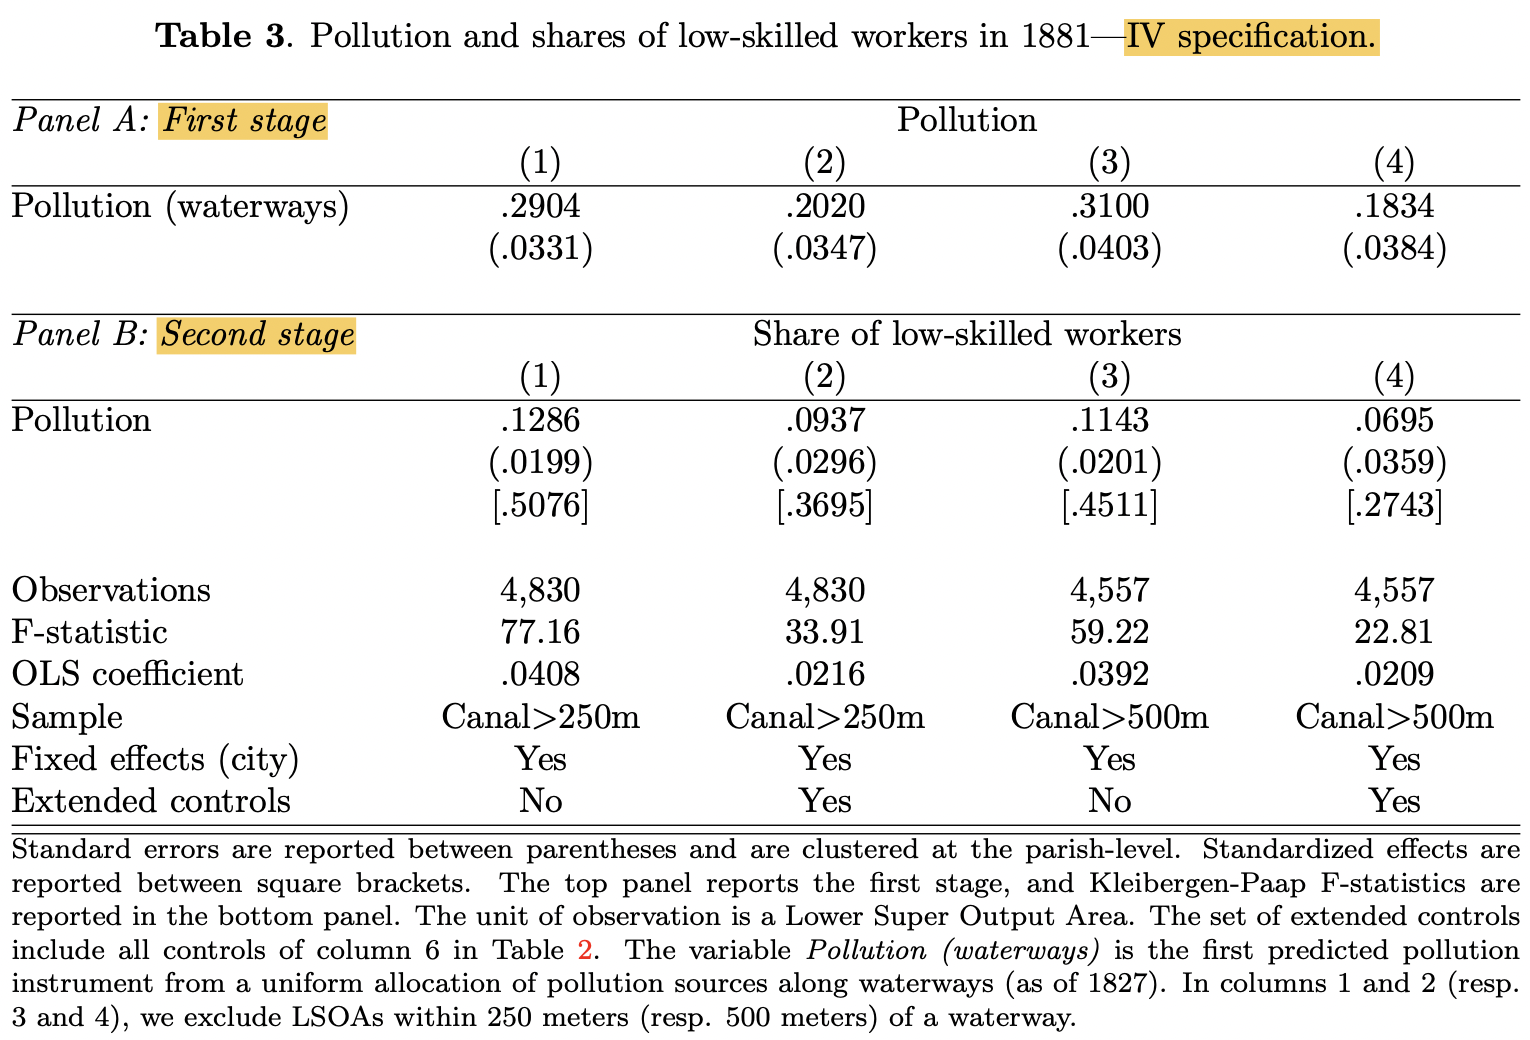 Table 3. Pollution and shares of low-skilled workers in 1881—IV specification.
Panel A: First stage Pollution
(1) (2) (3) (4)
Pollution (waterways) .2904 .2020 .3100 .1834
(.0331) (.0347) (.0403) (.0384)
Panel B: Second stage Share of low-skilled workers
(1) (2) (3) (4)
Pollution .1286 .0937 .1143 .0695
(.0199) (.0296) (.0201) (.0359)
[.5076] [.3695] [.4511] [.2743]
Observations 4,830 4,830 4,557 4,557
F-statistic 77.16 33.91 59.22 22.81
OLS coefficient .0408 .0216 .0392 .0209
Sample Canal>250m Canal>250m Canal>500m Canal>500m
Fixed effects (city) Yes Yes Yes Yes
Extended controls No Yes No Yes
Standard errors are reported between parentheses and are clustered at the parish-level. Standardized effects are
reported between square brackets. The top panel reports the first stage, and Kleibergen-Paap F-statistics are
reported in the bottom panel. The unit of observation is a Lower Super Output Area. The set of extended controls
include all controls of column 6 in Table 2. The variable Pollution (waterways) is the first predicted pollution
instrument from a uniform allocation of pollution sources along waterways (as of 1827). In columns 1 and 2 (resp.
3 and 4), we exclude LSOAs within 250 meters (resp. 500 meters) of a waterway.